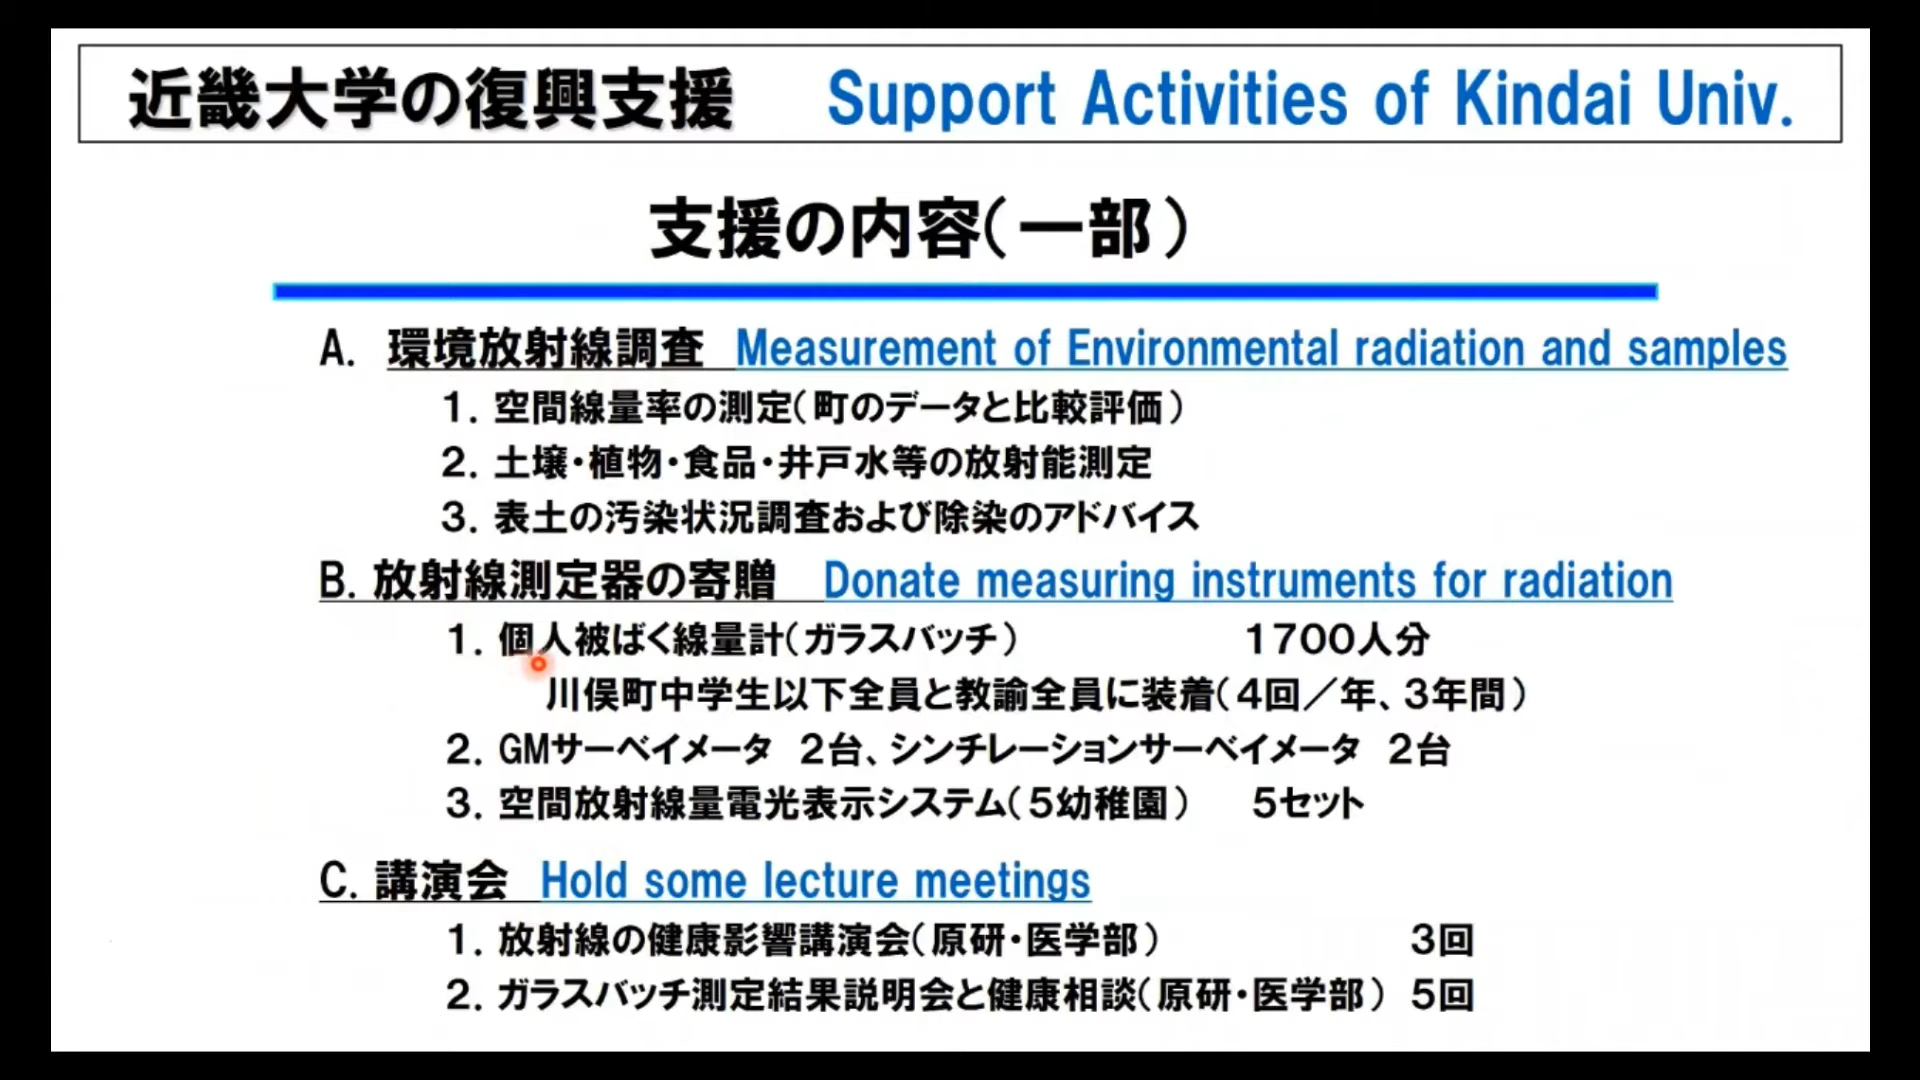 近畿大学の復興支援　Support Activities of Kindai Univ.
支援の内容（一部）
A. 環境放射線調査　Measurement of Environmental radiation and samples
1. 空間線量率の測定（町のデータと比較評価）
2. 土壌・植物・食品・井戸水等の放射能測定
3. 表土の汚染状況調査および除染のアドバイス
B. 放射線測定器の寄贈　Donate measuring instruments for radiation
1. 個人被ばく線量計（ガラスバッチ）　1700人分
川俣町中学生以下全員と教諭全員に装着（4回／年、3年間）
2. GMサーベイメータ　2台、シンチレーションサーベイメータ　2台
3. 空間放射線量電光表示システム（5幼稚園）　5セット
C. 講演会　Hold some lecture meetings
1. 放射線の健康影響講演会（原研・医学部）　3回
2. ガラスバッチ測定結果説明会と健康相談（原研・医学部）　5回